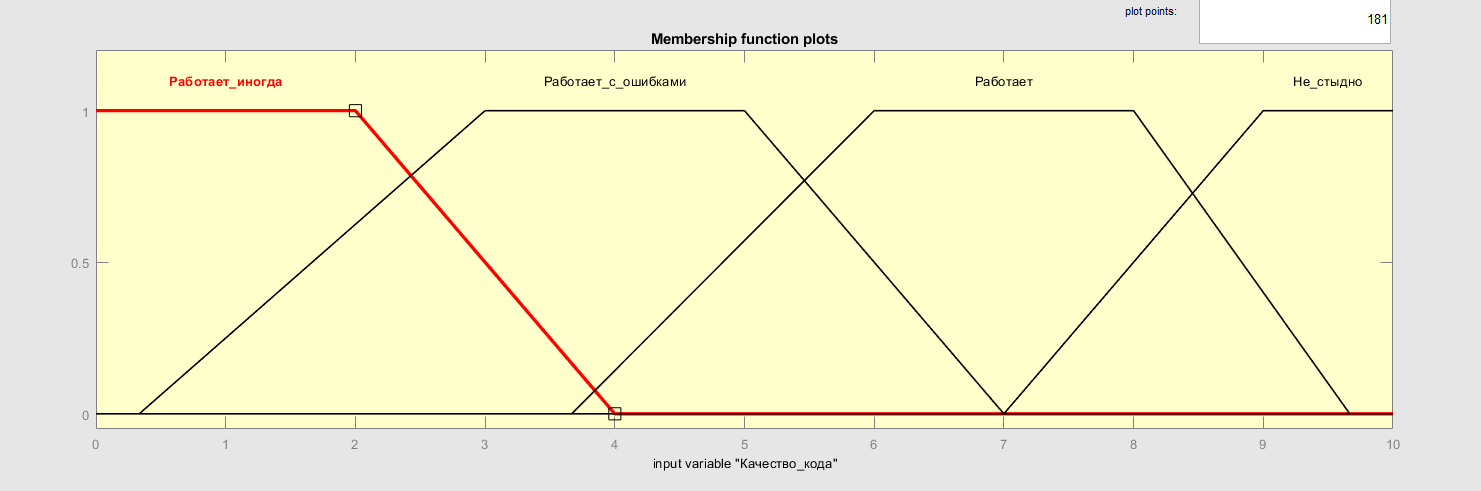 plot points:
181
Membership function plots
Работает_иногда
Работает_с_ошибками
Работает
Не_стыдно
1
0.5
0
0 1 2 3 4 5 6 7 8 9 10
input variable "Качество_кода"